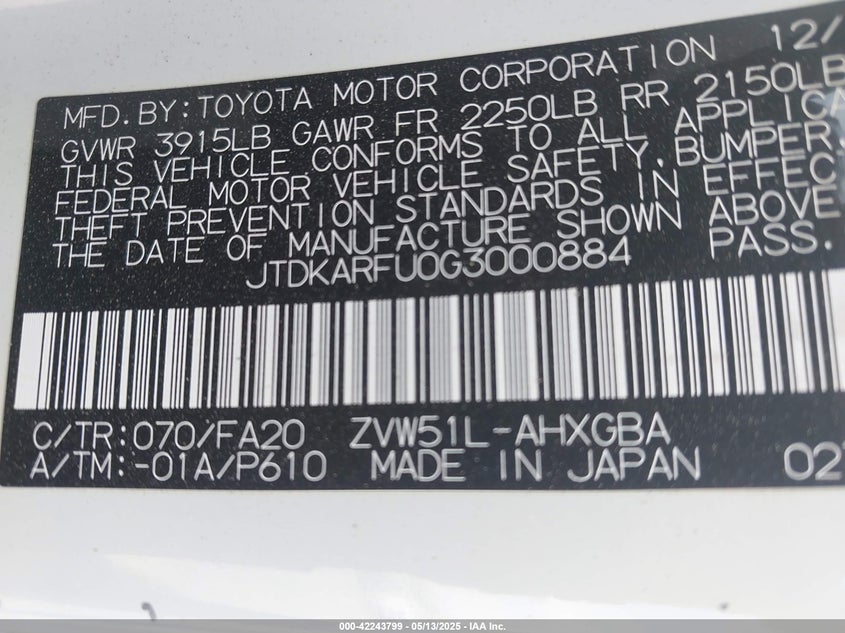 MFD. BY: TOYOTA MOTOR CORPORATION 12/
GVWR 3915LB GAWR FR 2250LB RR 2150LB
THIS VEHICLE CONFORMS TO ALL APPLICA
FEDERAL MOTOR VEHICLE SAFETY, BUMPER,
THEFT PREVENTION STANDARDS IN EFFEC
THE DATE OF MANUFACTURE SHOWN ABOVE
JTDKARFU0G3000884 PASS.
C/TR: 070/FA20 ZVW51L-AHXGBA
A/TM: -01A/P610 MADE IN JAPAN 02
000-42243799 - 05/13/2025 - IAA Inc.